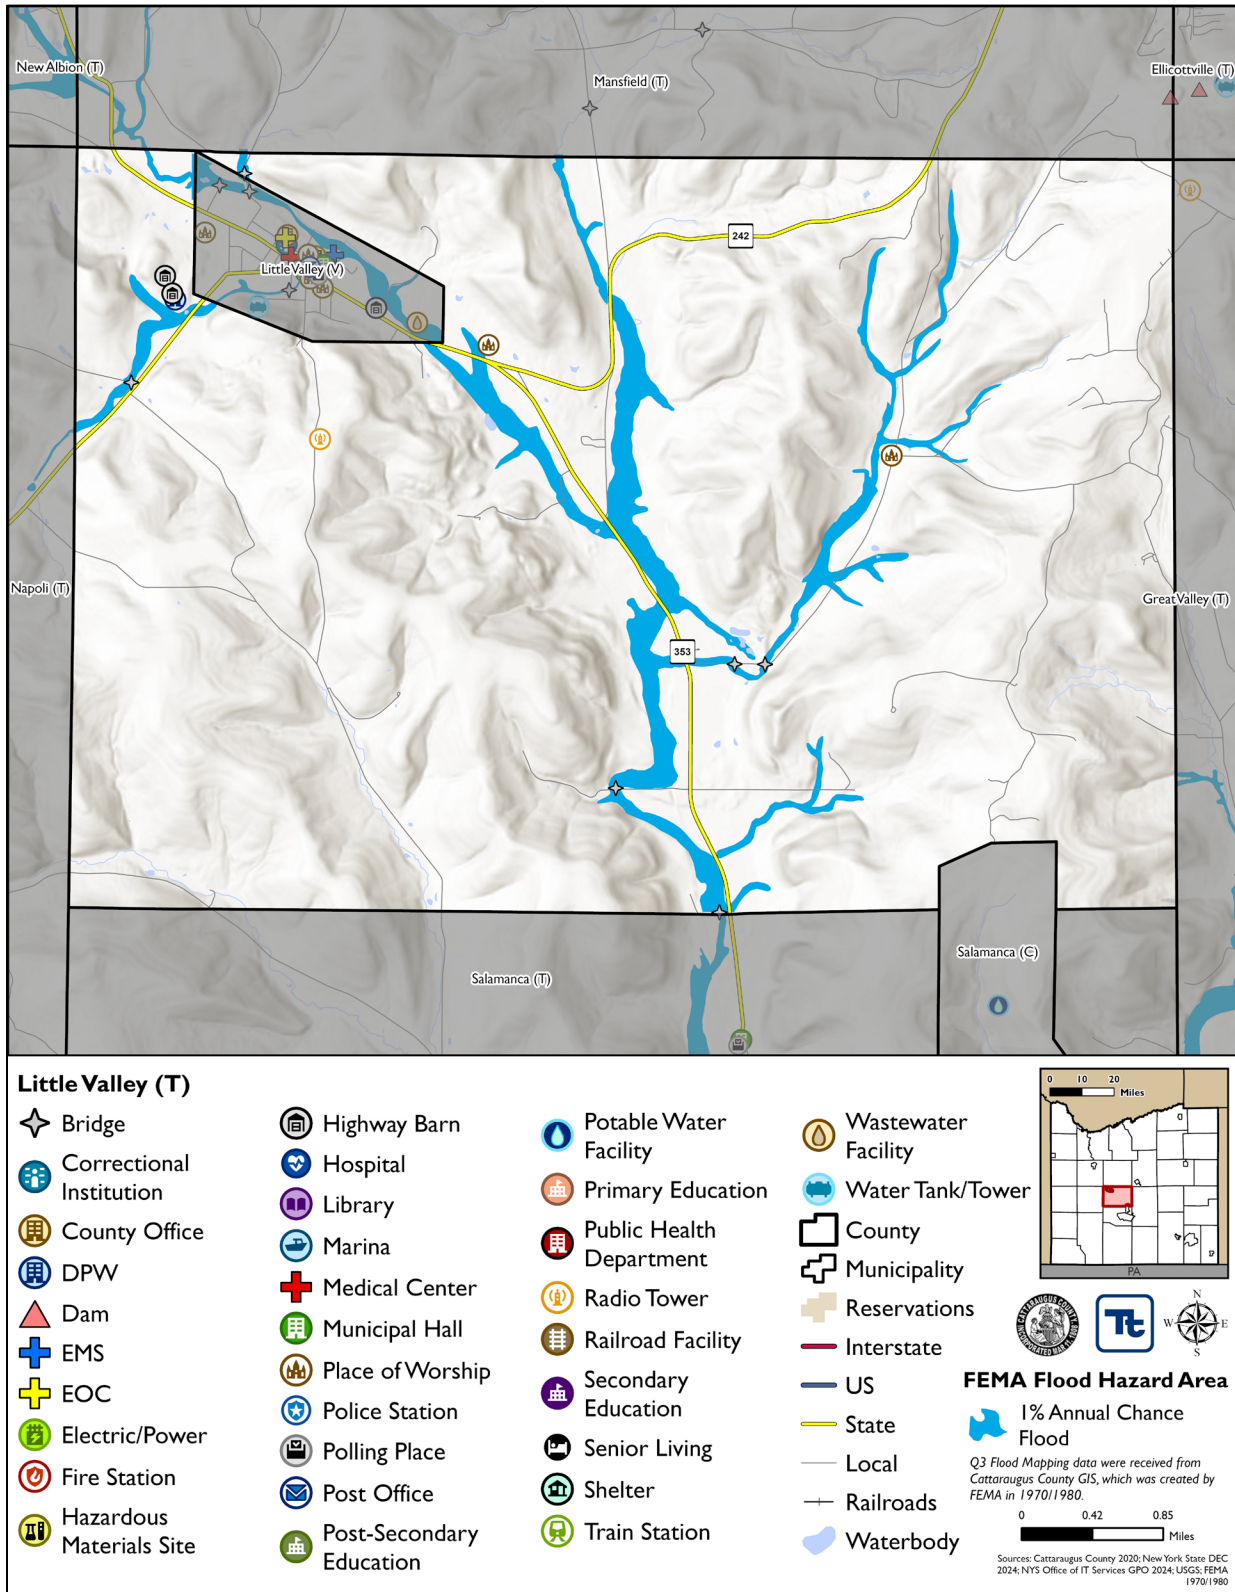 New Albion (T)
Mansfield (T)
Ellicottville (T)
242
Little Valley (V)
Napoli (T)
Great Valley (T)
353
Salamanca (C)
Salamanca (T)
Little Valley (T)
Bridge
Correctional
Institution
County Office
DPW
Dam
EMS
EOC
Electric/Power
Fire Station
Hazardous
Materials Site
Highway Barn
Hospital
Library
Marina
Medical Center
Municipal Hall
Place of Worship
Police Station
Polling Place
Post Office
Post-Secondary
Education
Potable Water
Facility
Primary Education
Public Health
Department
Radio Tower
Railroad Facility
Secondary
Education
Senior Living
Shelter
Train Station
Wastewater
Facility
Water Tank/Tower
County
Municipality
Reservations
Interstate
US
State
Local
Railroads
Waterbody
0 10 20
Miles
PA
Tt
N
W E
S
FEMA Flood Hazard Area
1% Annual Chance
Flood
Q3 Flood Mapping data were received from
Cattaraugus County GIS, which was created by
FEMA in 1970/1980.
0 0.42 0.85
Miles
Sources: Cattaraugus County 2020; New York State DEC
2024; NYS Office of IT Services GPO 2024; USGS; FEMA
1970/1980